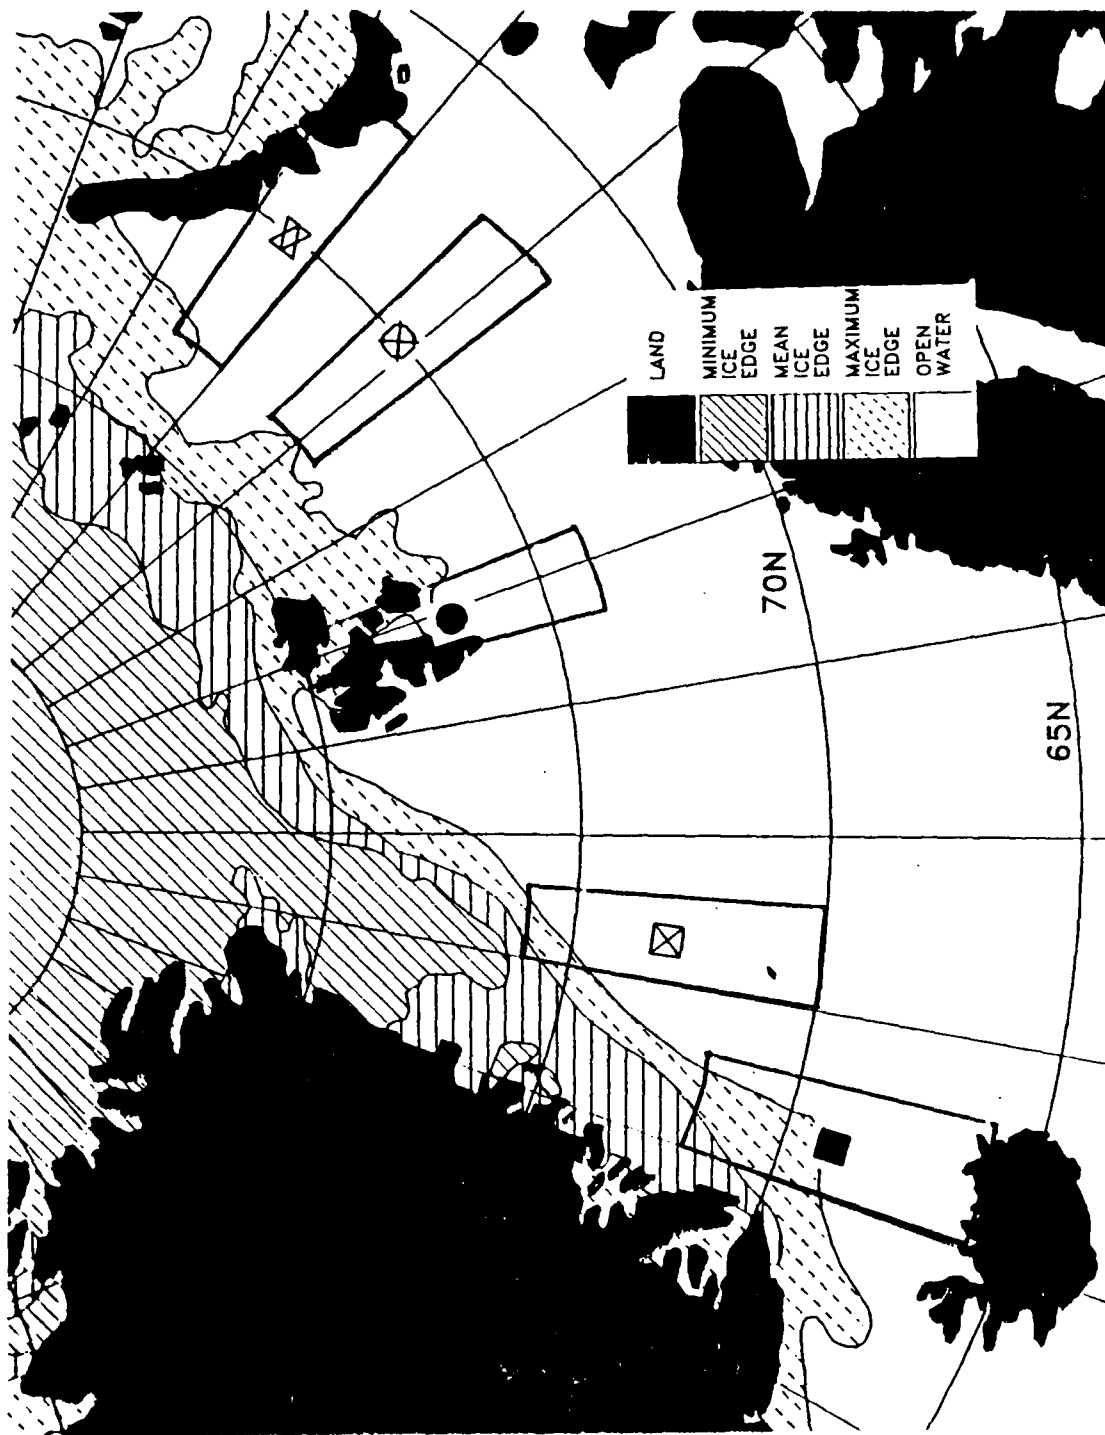 LAND
MINIMUM
ICE
EDGE
MEAN
ICE
EDGE
MAXIMUM
ICE
EDGE
OPEN
WATER
70N
65N